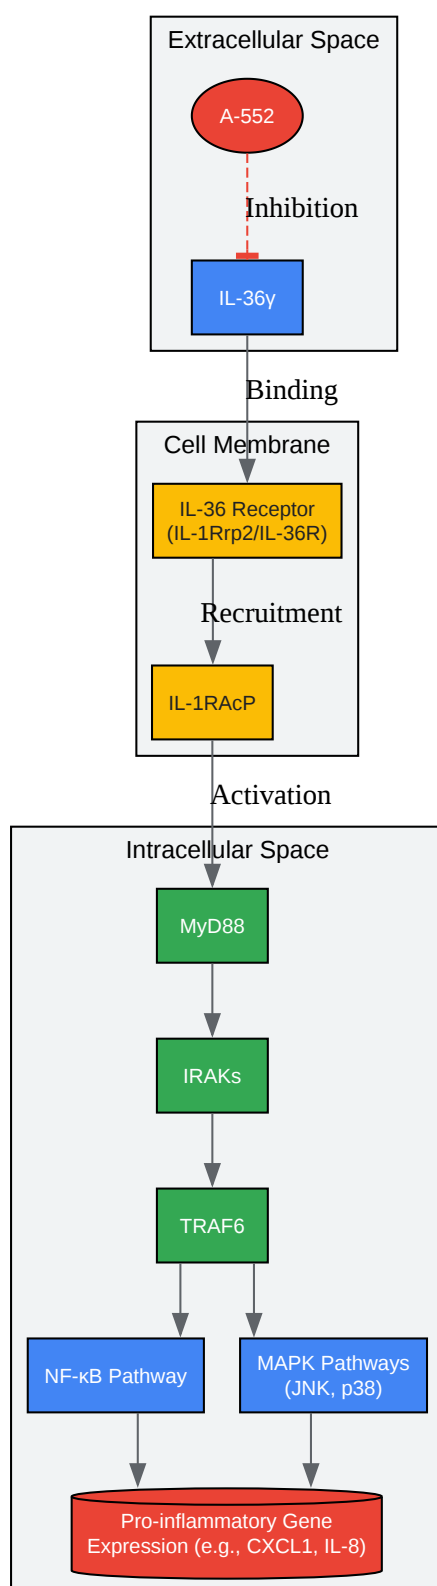 Extracellular Space
A-552
Inhibition
IL-36γ
Binding
Cell Membrane
IL-36 Receptor
(IL-1Rrp2/IL-36R)
Recruitment
IL-1RAcP
Activation
Intracellular Space
MyD88
IRAKs
TRAF6
NF-κB Pathway
MAPK Pathways
(JNK, p38)
Pro-inflammatory Gene
Expression (e.g., CXCL1, IL-8)